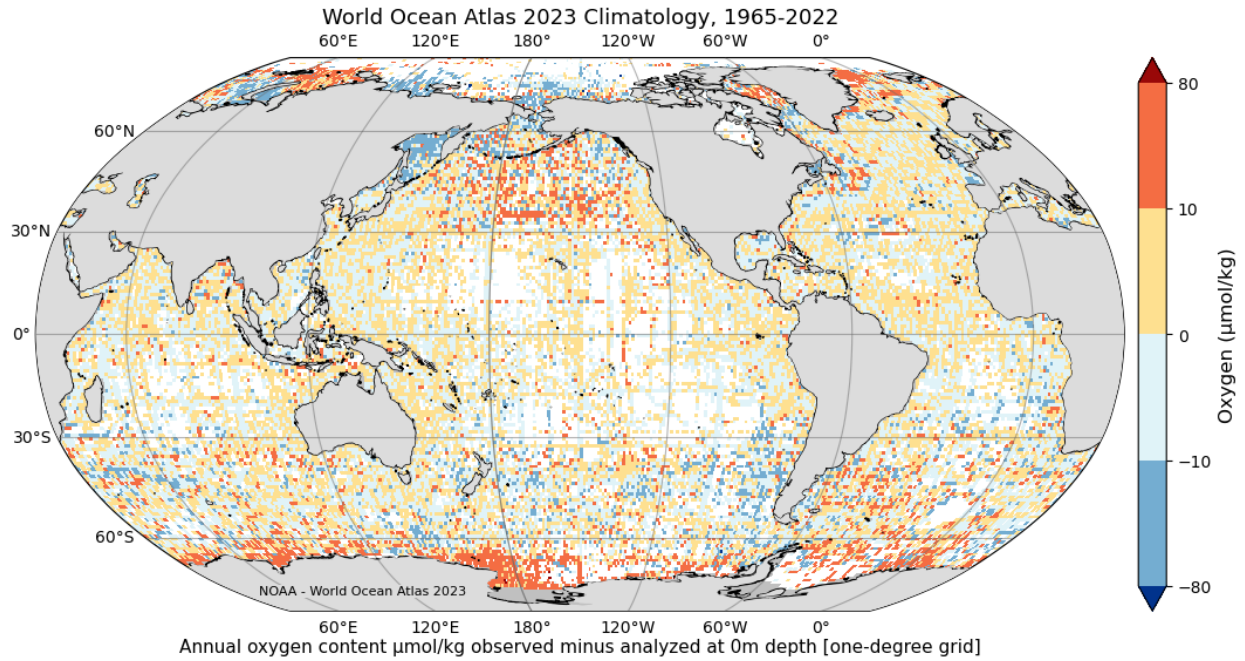 World Ocean Atlas 2023 Climatology, 1965-2022
60°E 120°E 180° 120°W 60°W 0°
60°N
30°N
0°
30°S
60°S
80
10
0
−10
−80
Oxygen (μmol/kg)
NOAA - World Ocean Atlas 2023
60°E 120°E 180° 120°W 60°W 0°
Annual oxygen content μmol/kg observed minus analyzed at 0m depth [one-degree grid]